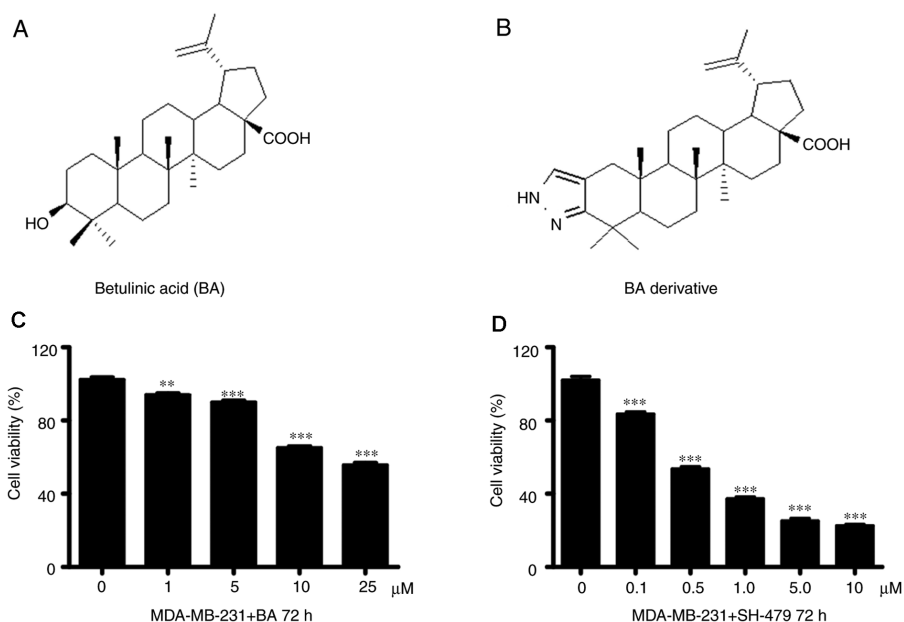 A
COOH
HO
Betulinic acid (BA)
B
COOH
HN
N
BA derivative
C
Cell viability (%)
120
80
40
0
**
***
***
***
0 1 5 10 25 μM
MDA-MB-231+BA 72 h
D
Cell viability (%)
120
80
40
0
***
***
***
***
***
0 0.1 0.5 1.0 5.0 10 μM
MDA-MB-231+SH-479 72 h